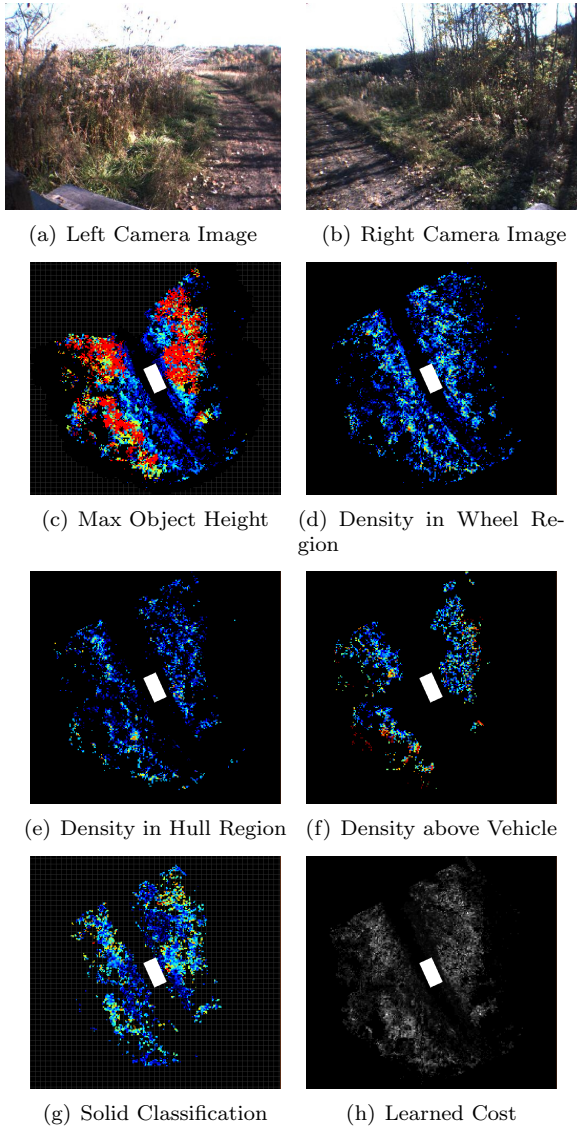 (a) Left Camera Image
(b) Right Camera Image
(c) Max Object Height
(d) Density in Wheel Re-
gion
(e) Density in Hull Region
(f) Density above Vehicle
(g) Solid Classification
(h) Learned Cost